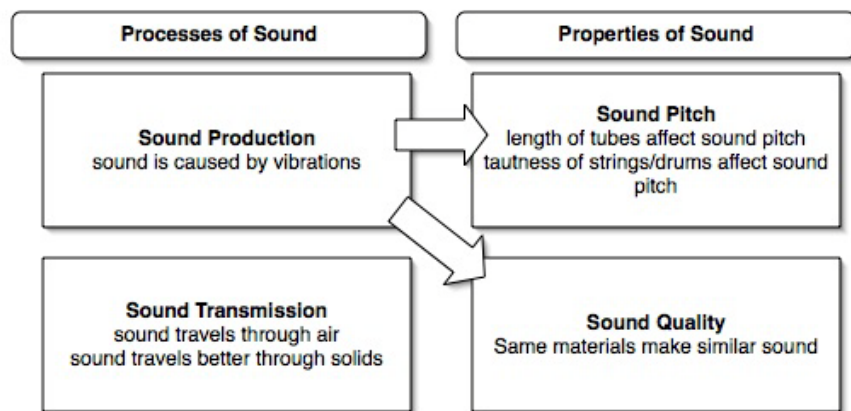 Processes of Sound
Properties of Sound
Sound Production
sound is caused by vibrations
Sound Pitch
length of tubes affect sound pitch
tautness of strings/drums affect sound
pitch
Sound Transmission
sound travels through air
sound travels better through solids
Sound Quality
Same materials make similar sound